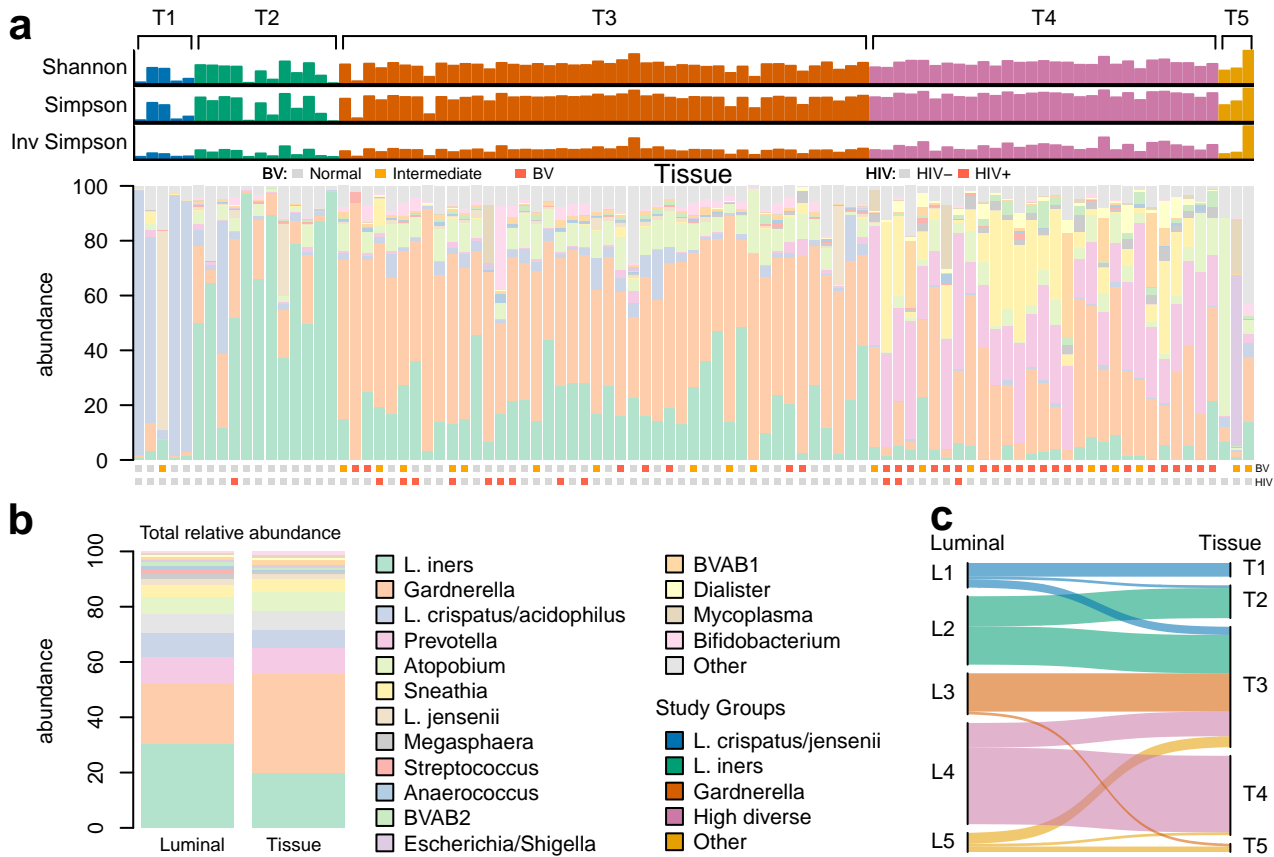 a
T1 T2 T3 T4 T5
Shannon
Simpson
Inv Simpson
BV: Normal Intermediate BV
Tissue
HIV: HIV− HIV+
100
80
60
40
20
0
abundance
BV
HIV
b
Total relative abundance
100
80
60
40
20
0
abundance
Luminal Tissue
L. iners
Gardnerella
L. crispatus/acidophilus
Prevotella
Atopobium
Sneathia
L. jensenii
Megasphaera
Streptococcus
Anaerococcus
BVAB2
Escherichia/Shigella
BVAB1
Dialister
Mycoplasma
Bifidobacterium
Other
Study Groups
L. crispatus/jensenii
L. iners
Gardnerella
High diverse
Other
c
Luminal Tissue
L1
L2
L3
L4
L5
T1
T2
T3
T4
T5